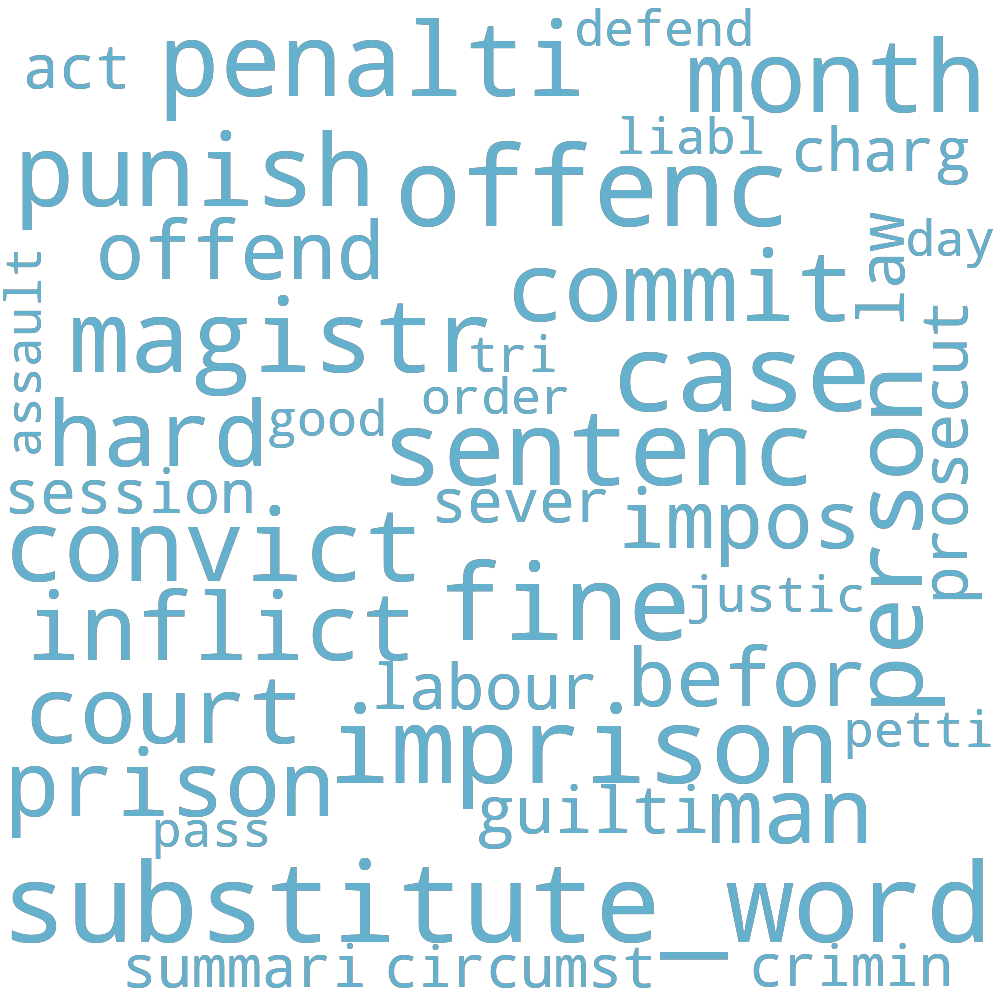 defend
act penalti month
liabl charg
punish offenc
offend law day
assault commit
magistr tri case prosecut
order person
hard good sentenc
session sever impos
convict
inflict fine justic
labour befor
court imprison petti
prison guilti man
pass
substitute_word
summari circumst crimin